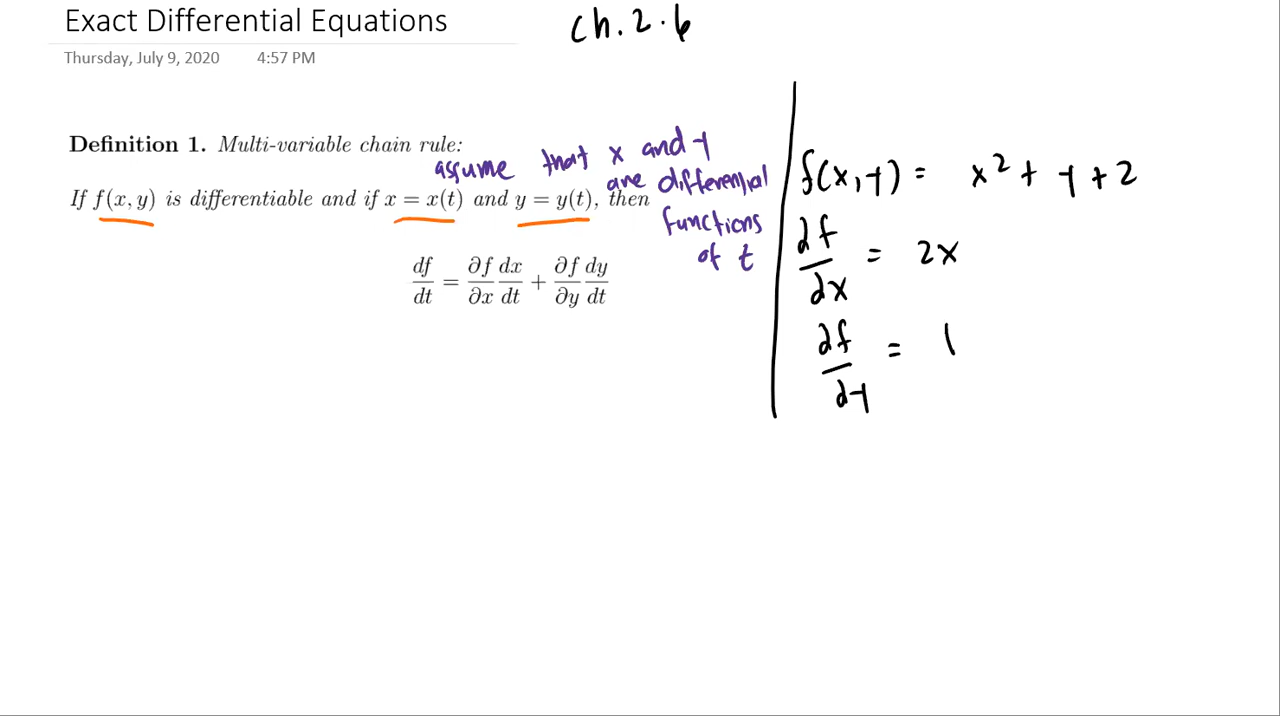 Exact Differential Equations
ch. 2.6
Thursday, July 9, 2020 4:57 PM
Definition 1. Multi-variable chain rule:
assume that x and y
are differential
functions
of t
If f(x, y) is differentiable and if x = x(t) and y = y(t), then
df/dt = ∂f/∂x dx/dt + ∂f/∂y dy/dt
f(x,y) = x² + y + 2
∂f/∂x = 2x
∂f/∂y = 1